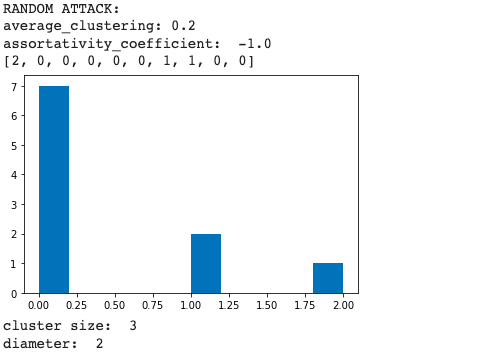 RANDOM ATTACK:
average_clustering: 0.2
assortativity_coefficient:  -1.0
[2, 0, 0, 0, 0, 0, 1, 1, 0, 0]
7
6
5
4
3
2
1
0
0.00 0.25 0.50 0.75 1.00 1.25 1.50 1.75 2.00
cluster size:  3
diameter:  2